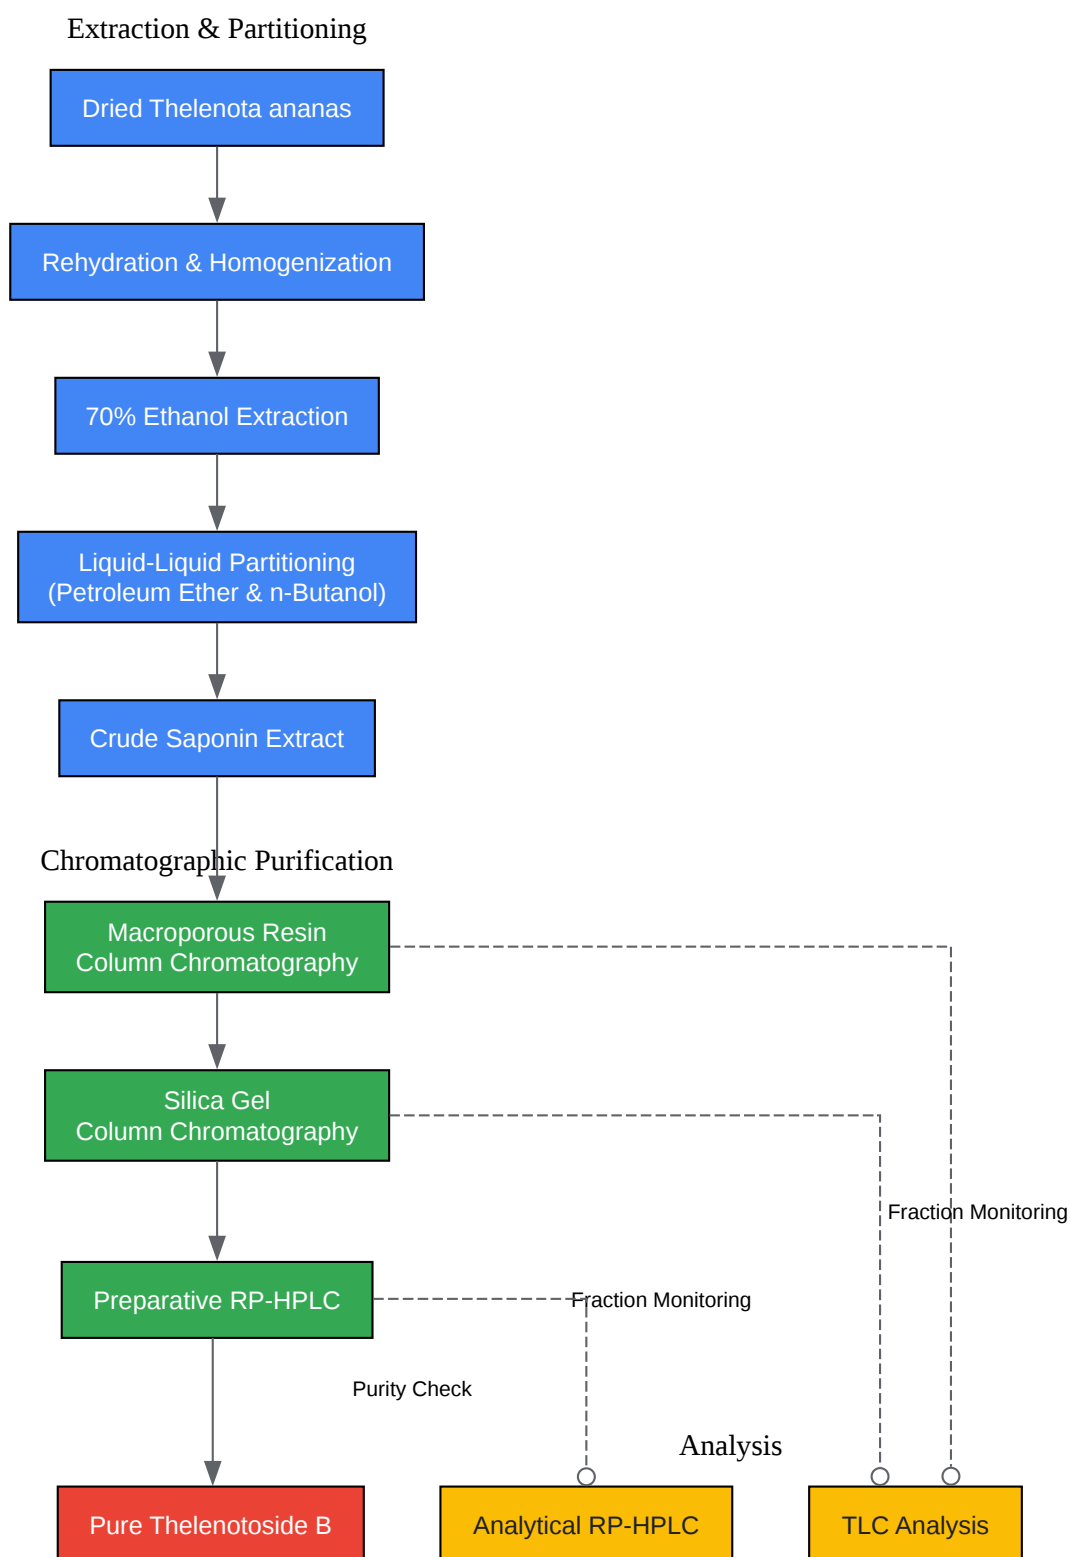 Extraction & Partitioning
Dried Thelenota ananas
Rehydration & Homogenization
70% Ethanol Extraction
Liquid-Liquid Partitioning
(Petroleum Ether & n-Butanol)
Crude Saponin Extract
Chromatographic Purification
Macroporous Resin
Column Chromatography
Silica Gel
Column Chromatography
Fraction Monitoring
Preparative RP-HPLC
Fraction Monitoring
Purity Check
Analysis
Pure Thelenotoside B
Analytical RP-HPLC
TLC Analysis